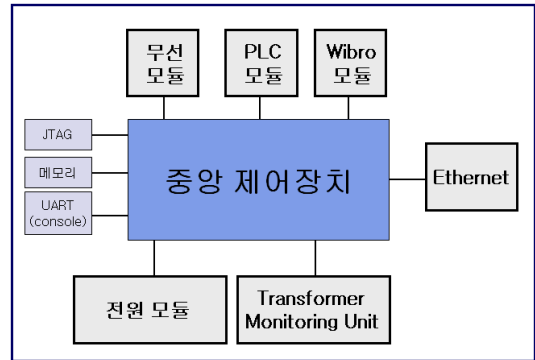 무선
모듈
PLC
모듈
Wibro
모듈
JTAG
메모리
UART
(console)
중앙 제어장치
Ethernet
전원 모듈
Transformer
Monitoring Unit